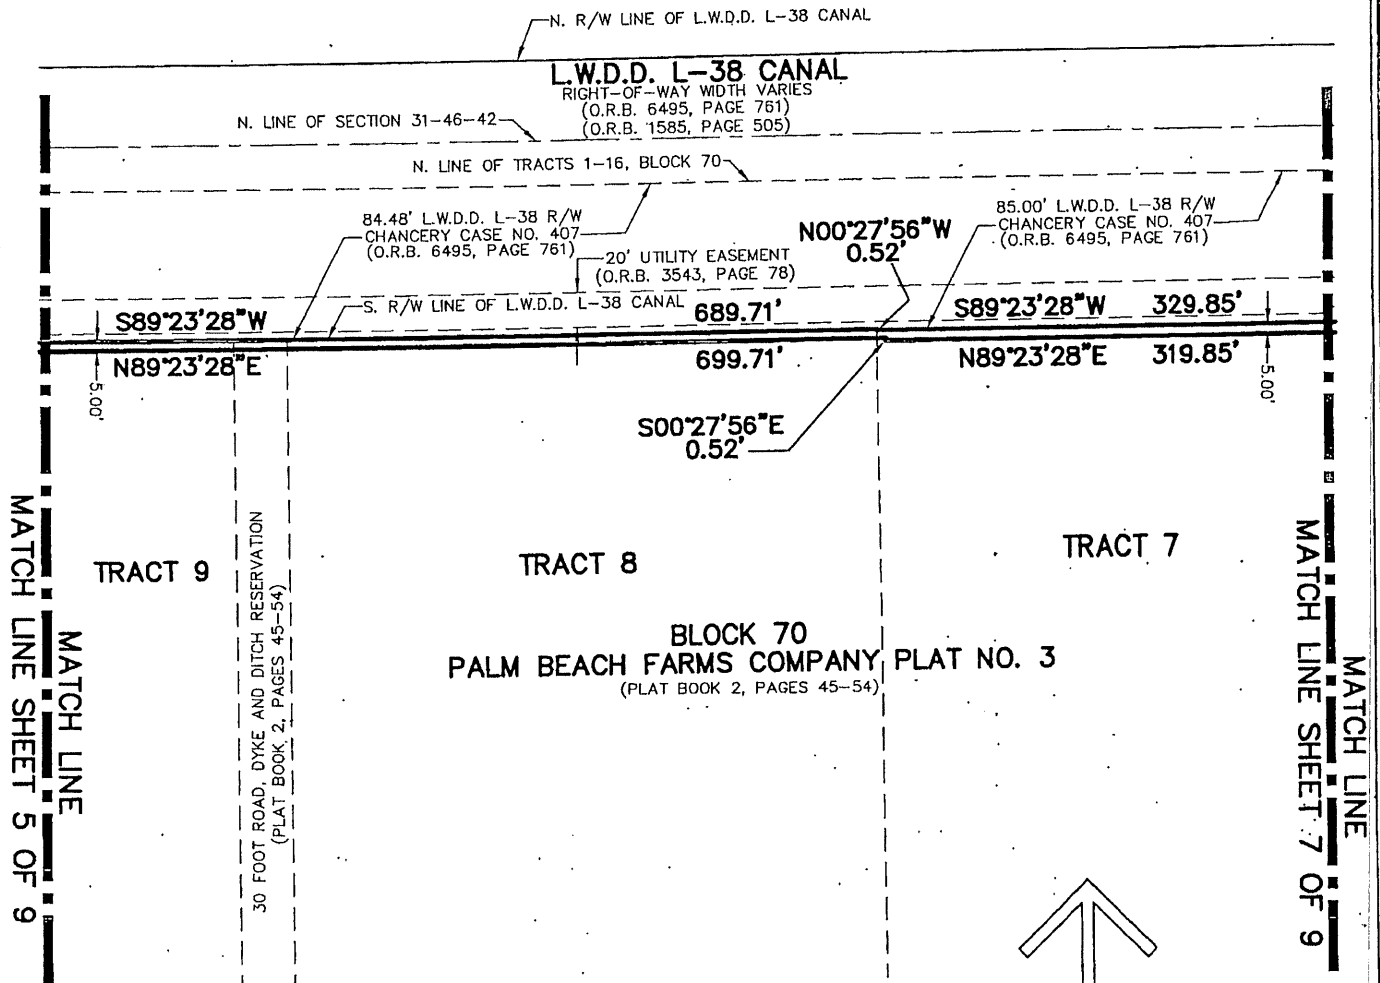 N. R/W LINE OF L.W.D.D. L-38 CANAL
L.W.D.D. L-38 CANAL
RIGHT-OF-WAY WIDTH VARIES
(O.R.B. 6495, PAGE 761)
(O.R.B. 1585, PAGE 505)
N. LINE OF SECTION 31-46-42
N. LINE OF TRACTS 1-16, BLOCK 70
84.48' L.W.D.D. L-38 R/W
CHANCERY CASE NO. 407
(O.R.B. 6495, PAGE 761)
20' UTILITY EASEMENT
(O.R.B. 3543, PAGE 78)
N00°27'56"W
0.52'
85.00' L.W.D.D. L-38 R/W
CHANCERY CASE NO. 407
(O.R.B. 6495, PAGE 761)
S. R/W LINE OF L.W.D.D. L-38 CANAL
S89°23'28"W
689.71'
S89°23'28"W 329.85'
N89°23'28"E
699.71'
N89°23'28"E 319.85'
5.00'
5.00'
S00°27'56"E
0.52'
TRACT 9
TRACT 8
TRACT 7
30 FOOT ROAD, DYKE AND DITCH RESERVATION
(PLAT BOOK 2, PAGES 45-54)
BLOCK 70
PALM BEACH FARMS COMPANY PLAT NO. 3
(PLAT BOOK 2, PAGES 45-54)
MATCH LINE
MATCH LINE SHEET 5 OF 9
MATCH LINE
MATCH LINE SHEET 7 OF 9